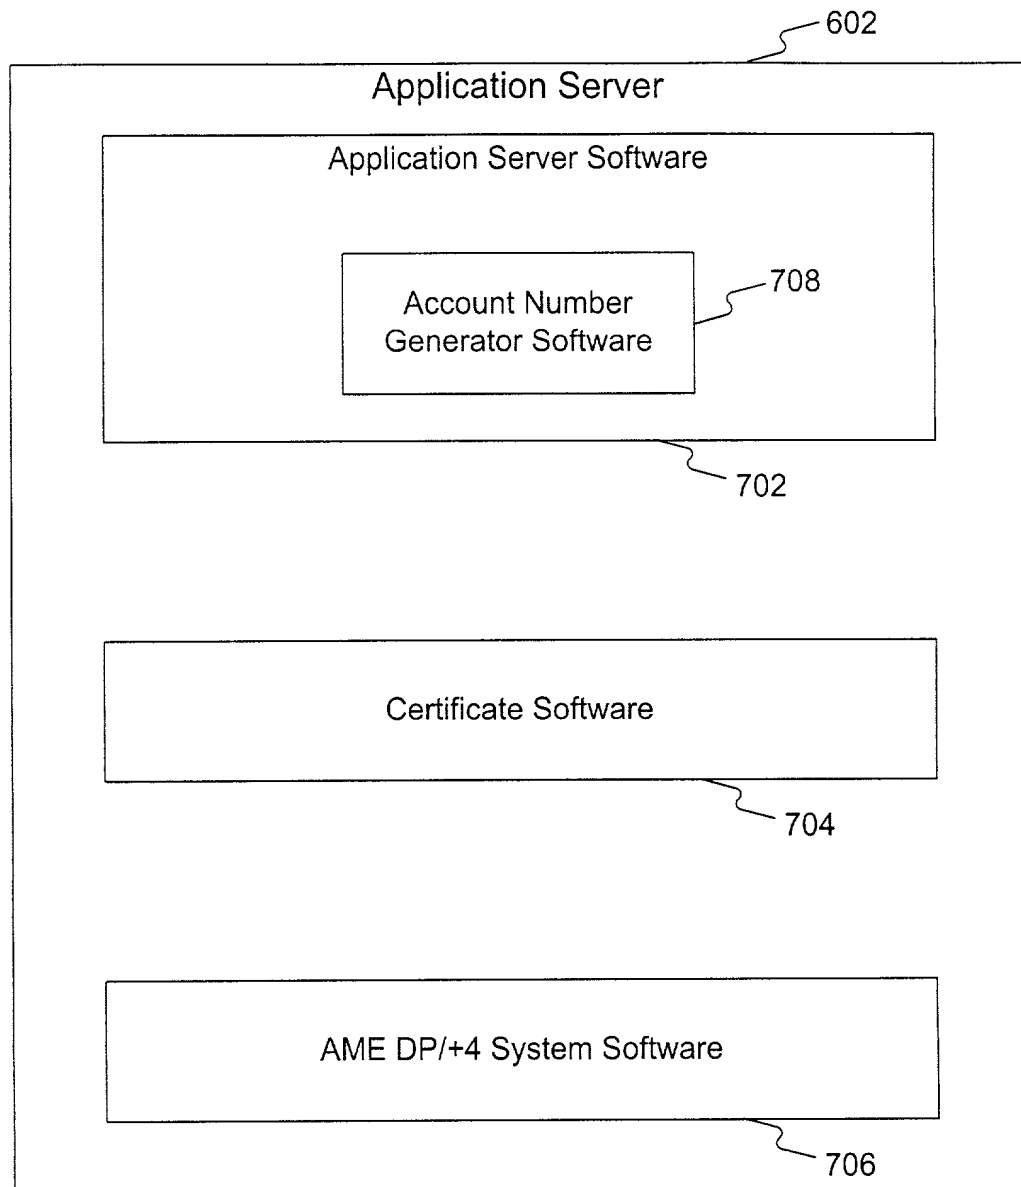 602
Application Server
Application Server Software
Account Number
Generator Software
708
702
Certificate Software
704
AME DP/+4 System Software
706